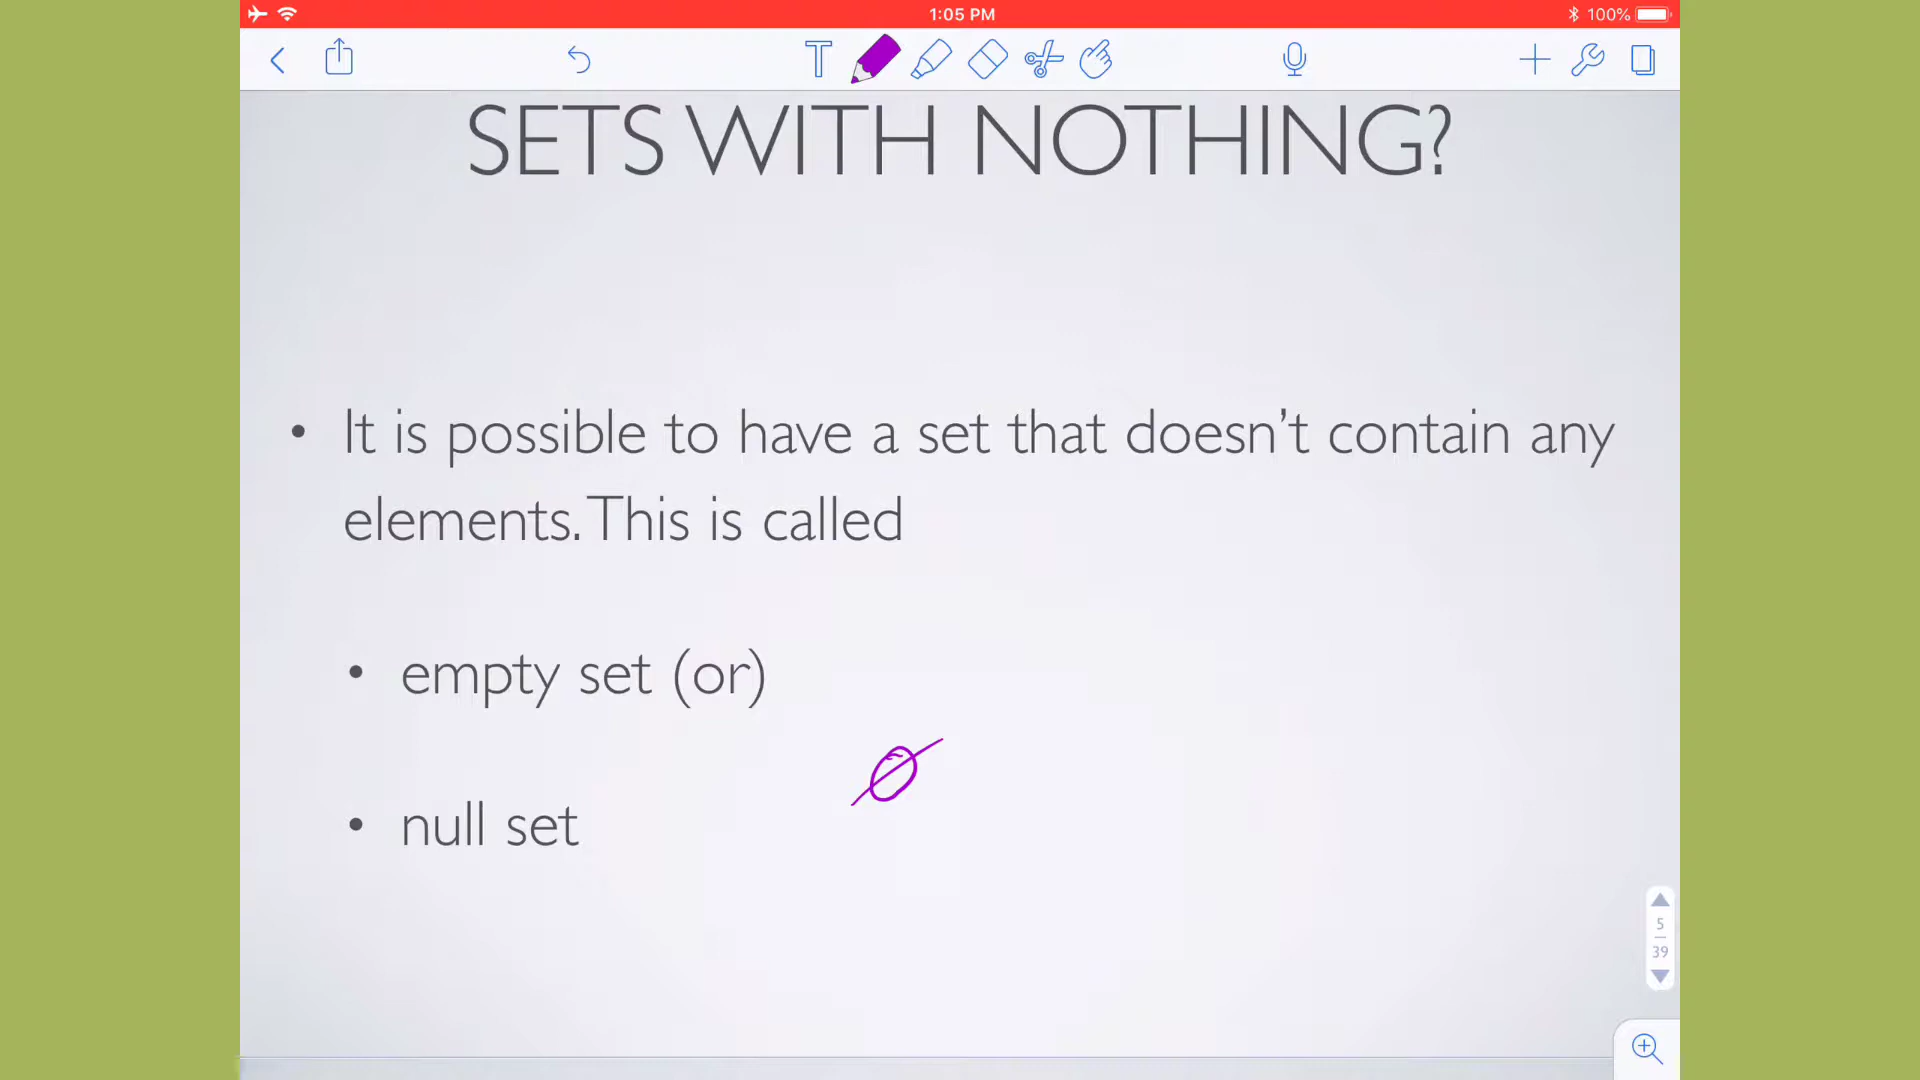 1:05 PM
100%
SETS WITH NOTHING?
• It is possible to have a set that doesn't contain any
elements. This is called
• empty set (or)
∅
• null set
5
39